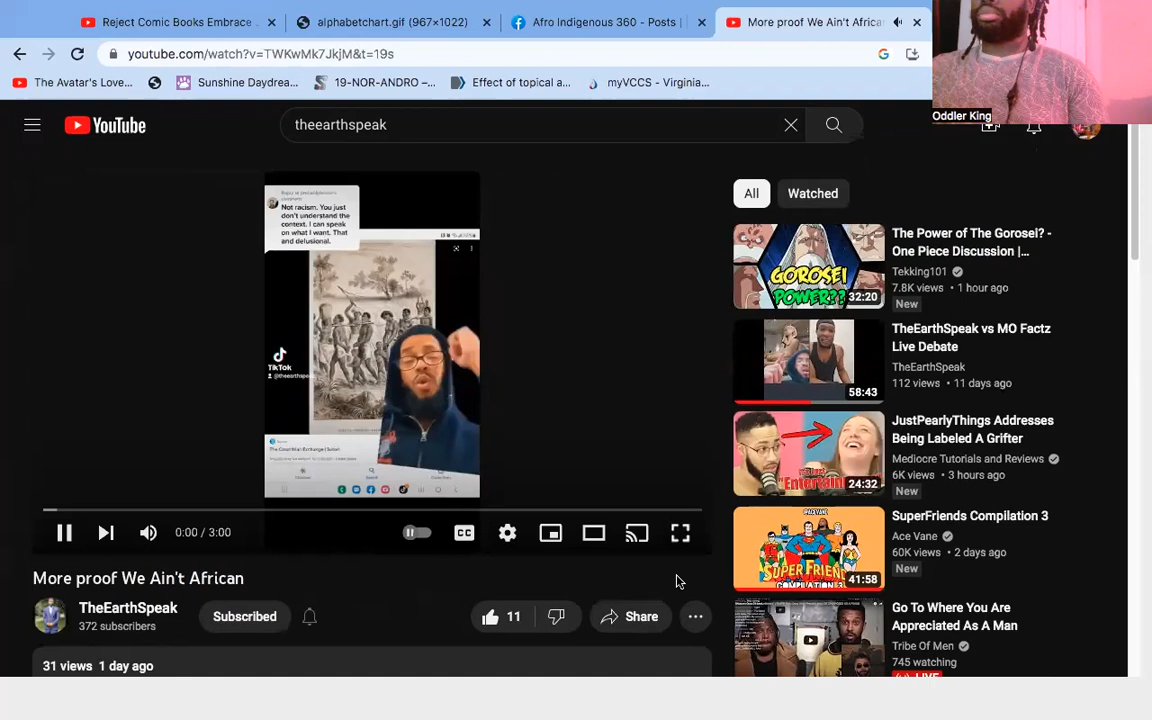 Reject Comic Books Embrace
alphabetchart.gif (967×1022)
Afro Indigenous 360 - Posts |
More proof We Ain't African
youtube.com/watch?v=TWKwMk7JkjM&t=19s
The Avatar's Love...
Sunshine Daydrea...
19-NOR-ANDRO –...
Effect of topical a...
myVCCS - Virginia...
Oddler King
YouTube
theearthspeak
Not racism. You just
don't understand the
context. I can speak
on what I want. That
and delusional.
TikTok
All
Watched
The Power of The Gorosei? -
One Piece Discussion |...
Tekking101
7.8K views • 1 hour ago
New
GOROSEI
POWER??
32:20
TheEarthSpeak vs MO Factz
Live Debate
TheEarthSpeak
112 views • 11 days ago
58:43
JustPearlyThings Addresses
Being Labeled A Grifter
Mediocre Tutorials and Reviews
6K views • 3 hours ago
New
24:32
SuperFriends Compilation 3
Ace Vane
60K views • 2 days ago
New
SUPER FRIENDS
41:58
Go To Where You Are
Appreciated As A Man
Tribe Of Men
745 watching
LIVE
0:00 / 3:00
CC
More proof We Ain't African
TheEarthSpeak
372 subscribers
Subscribed
11
Share
31 views 1 day ago